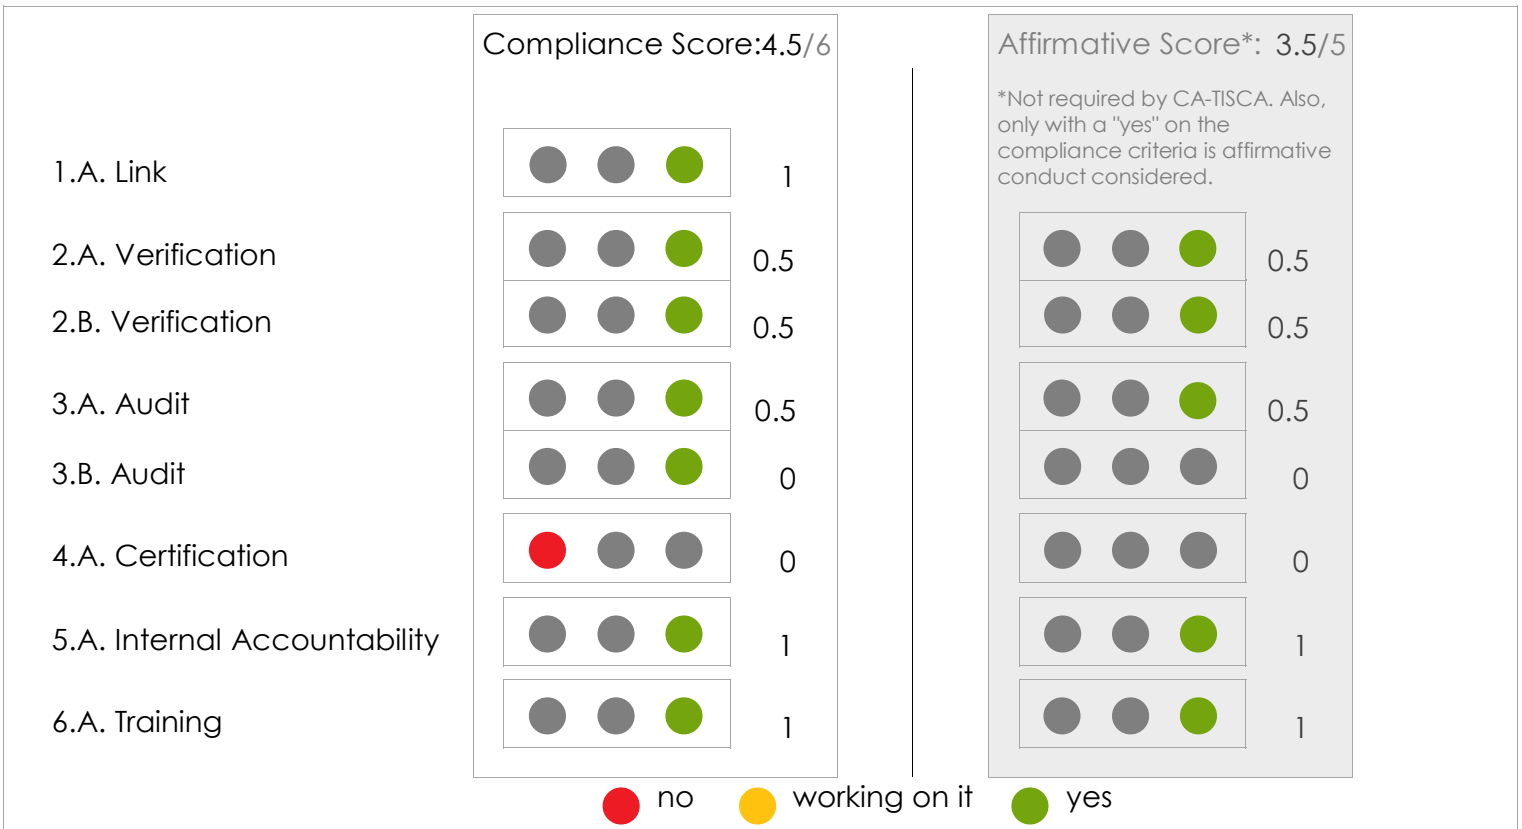 Compliance Score:4.5/6
Affirmative Score*: 3.5/5
*Not required by CA-TISCA. Also,
only with a "yes" on the
compliance criteria is affirmative
conduct considered.
1.A. Link 1
2.A. Verification 0.5 0.5
2.B. Verification 0.5 0.5
3.A. Audit 0.5 0.5
3.B. Audit 0 0
4.A. Certification 0 0
5.A. Internal Accountability 1 1
6.A. Training 1 1
no working on it yes